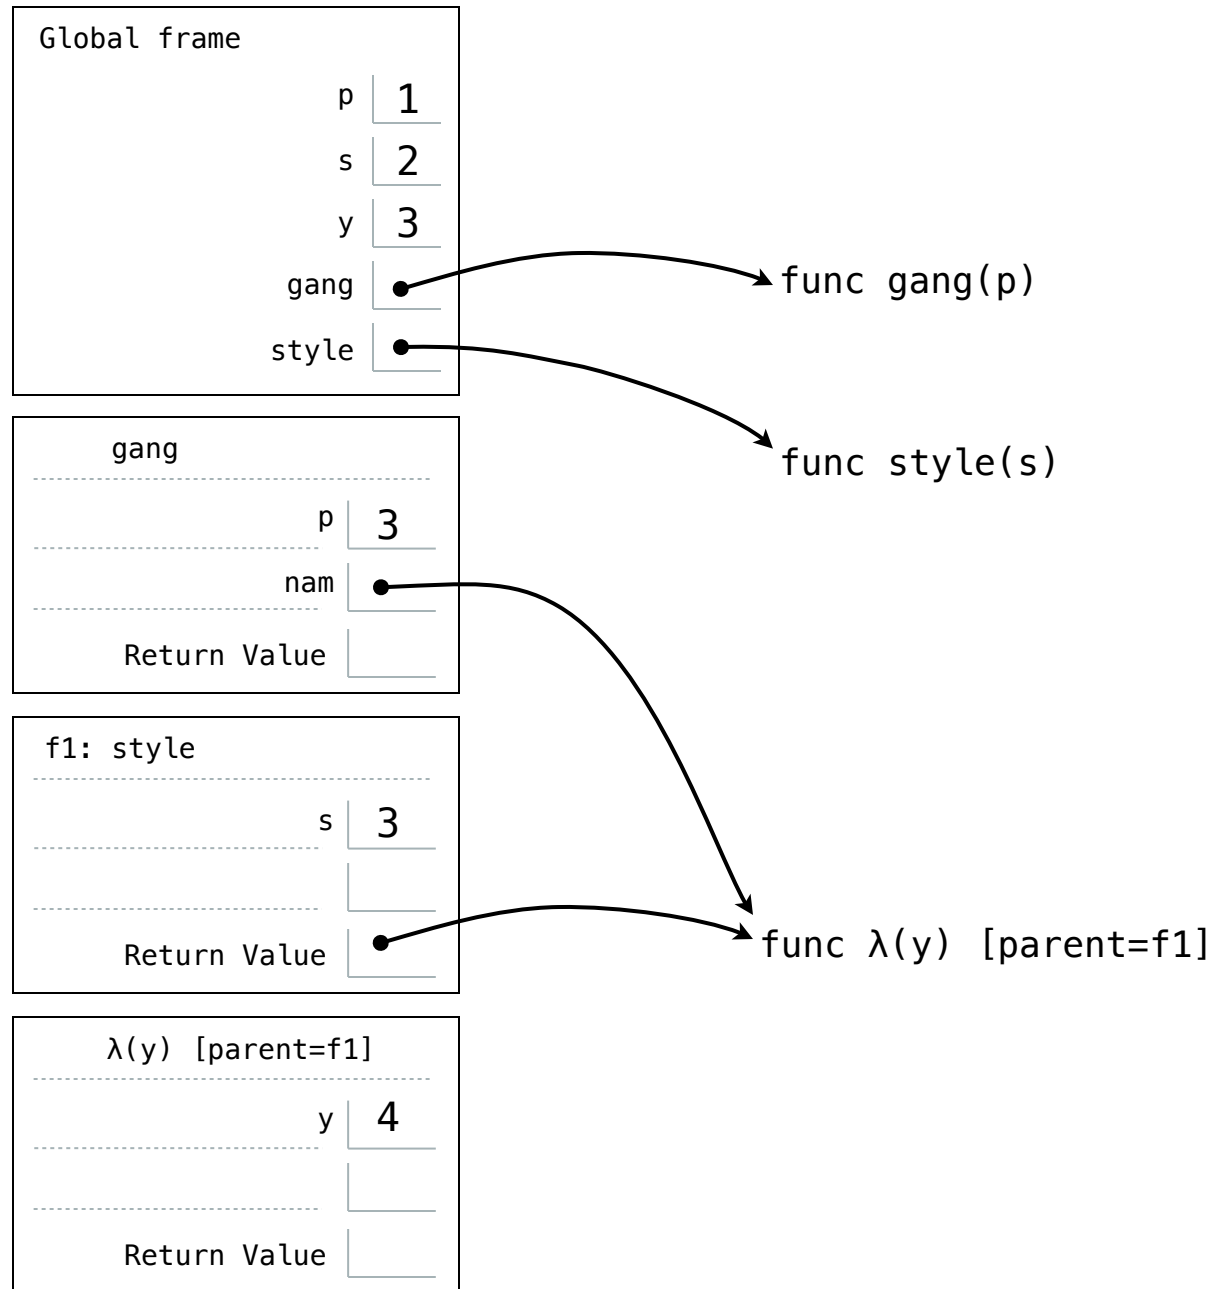 Global frame
p 1
s 2
y 3
gang
func gang(p)
style
func style(s)
gang
p 3
nam
Return Value
f1: style
s 3
Return Value
func λ(y) [parent=f1]
λ(y) [parent=f1]
y 4
Return Value